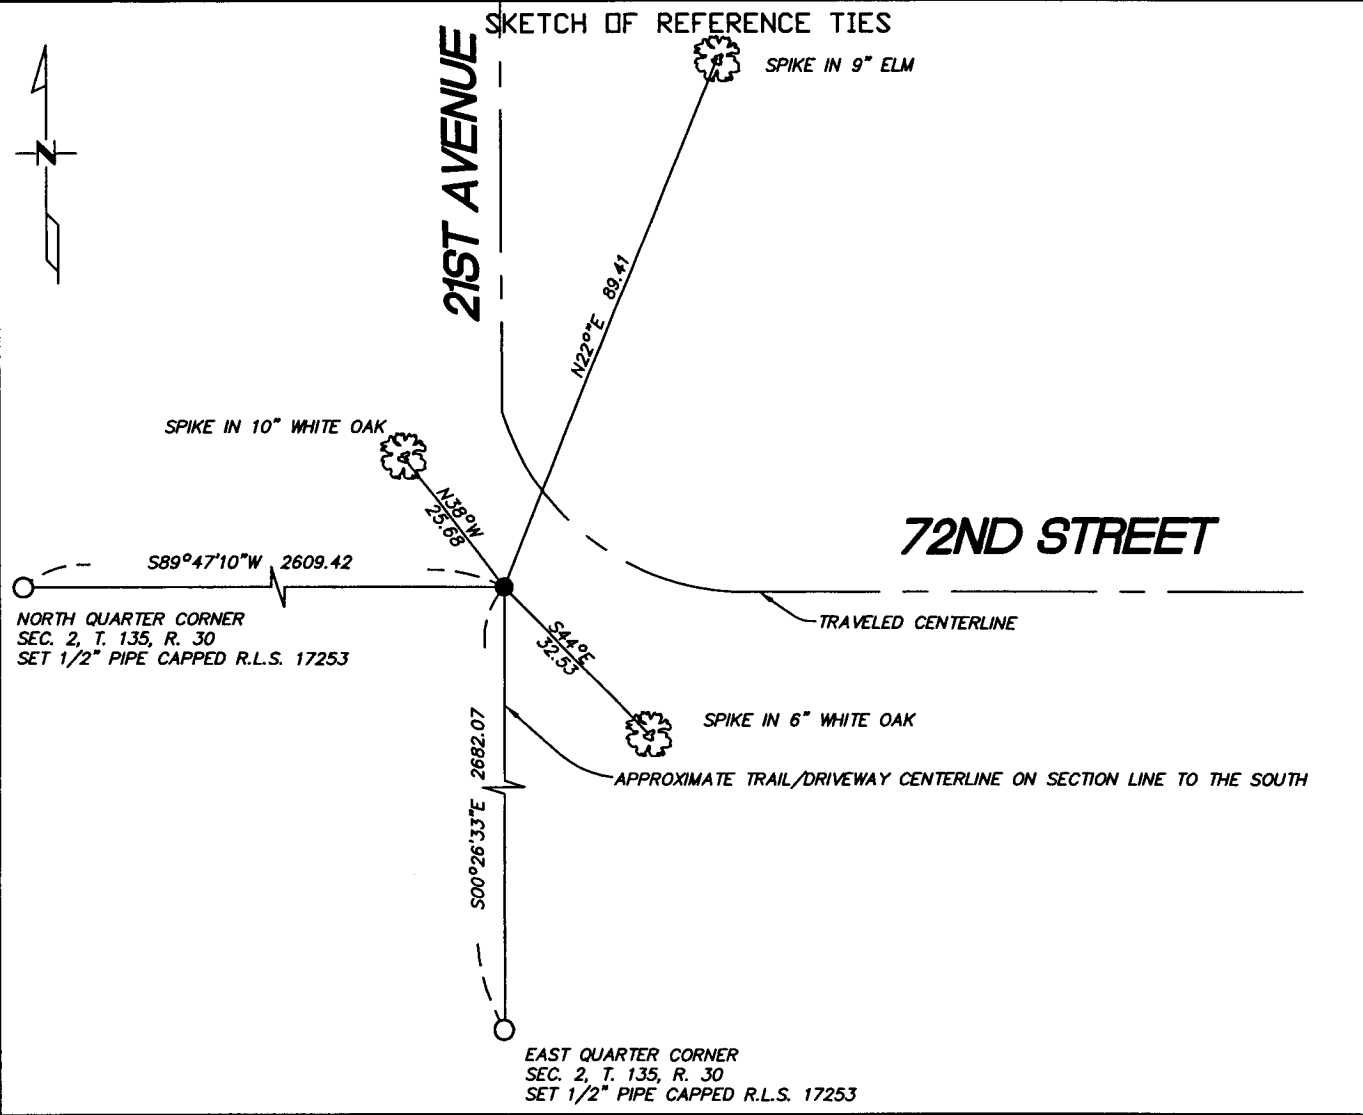 SKETCH OF REFERENCE TIES
21ST AVENUE
SPIKE IN 9" ELM
N
N22°"E 89.41
SPIKE IN 10" WHITE OAK
N38°W
25.68
72ND STREET
S89°47'10"W 2609.42
NORTH QUARTER CORNER
SEC. 2, T. 135, R. 30
SET 1/2" PIPE CAPPED R.L.S. 17253
TRAVELED CENTERLINE
S44°E
32.53
SPIKE IN 6" WHITE OAK
S00°26'33"E 2682.07
APPROXIMATE TRAIL/DRIVEWAY CENTERLINE ON SECTION LINE TO THE SOUTH
EAST QUARTER CORNER
SEC. 2, T. 135, R. 30
SET 1/2" PIPE CAPPED R.L.S. 17253